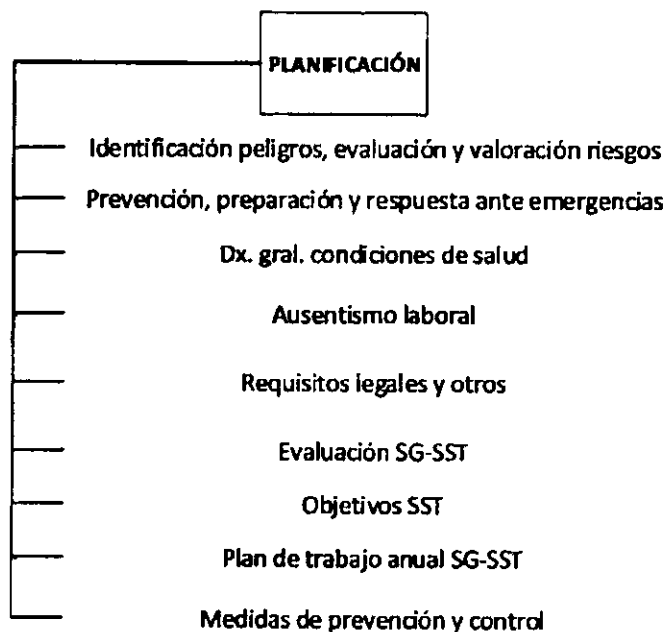 PLANIFICACIÓN
Identificación peligros, evaluación y valoración riesgos
Prevención, preparación y respuesta ante emergencias
Dx. gral. condiciones de salud
Ausentismo laboral
Requisitos legales y otros
Evaluación SG-SST
Objetivos SST
Plan de trabajo anual SG-SST
Medidas de prevención y control